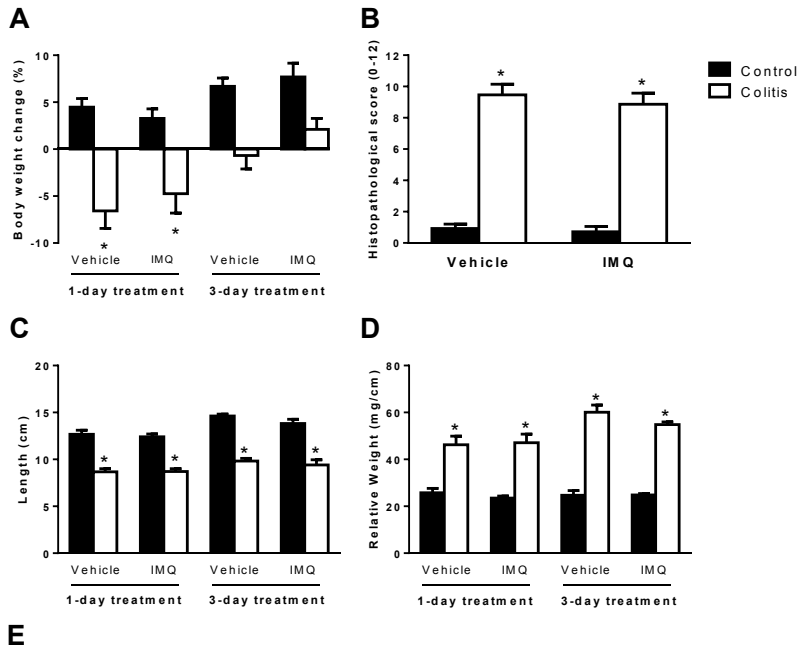 A
Body weight change (%)
10
5
0
-5
-10
*
*
Vehicle IMQ Vehicle IMQ
1-day treatment 3-day treatment
B
Histopathological score (0-12)
12
10
8
6
4
2
0
*
*
Vehicle IMQ
Control
Colitis
C
Length (cm)
20
15
10
5
0
* * * *
Vehicle IMQ Vehicle IMQ
1-day treatment 3-day treatment
D
Relative Weight (mg/cm)
80
60
40
20
0
* * * *
Vehicle IMQ Vehicle IMQ
1-day treatment 3-day treatment
E